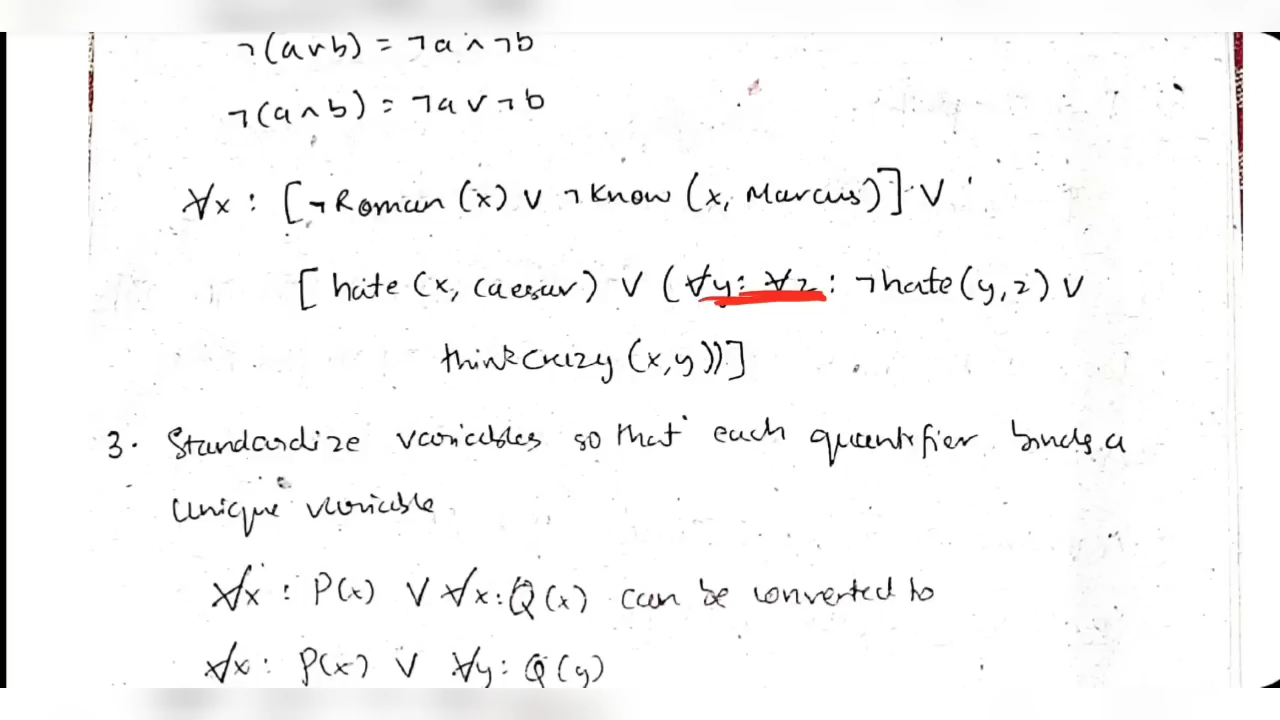 ¬(a∨b) = ¬a ∧ ¬b
¬(a∧b) = ¬a ∨ ¬b
∀x : [¬Roman (x) ∨ ¬Know (x, Marcus)] ∨
[ hate (x, caesar) ∨ (∀y: ∀z : ¬hate(y,z) ∨
thinkcrazy (x,y))]
3. Standardize variables so that each quantifier binds a
unique variable
∀x : P(x) ∨ ∀x: Q(x) can be converted to
∀x: P(x) ∨ ∀y: Q(y)